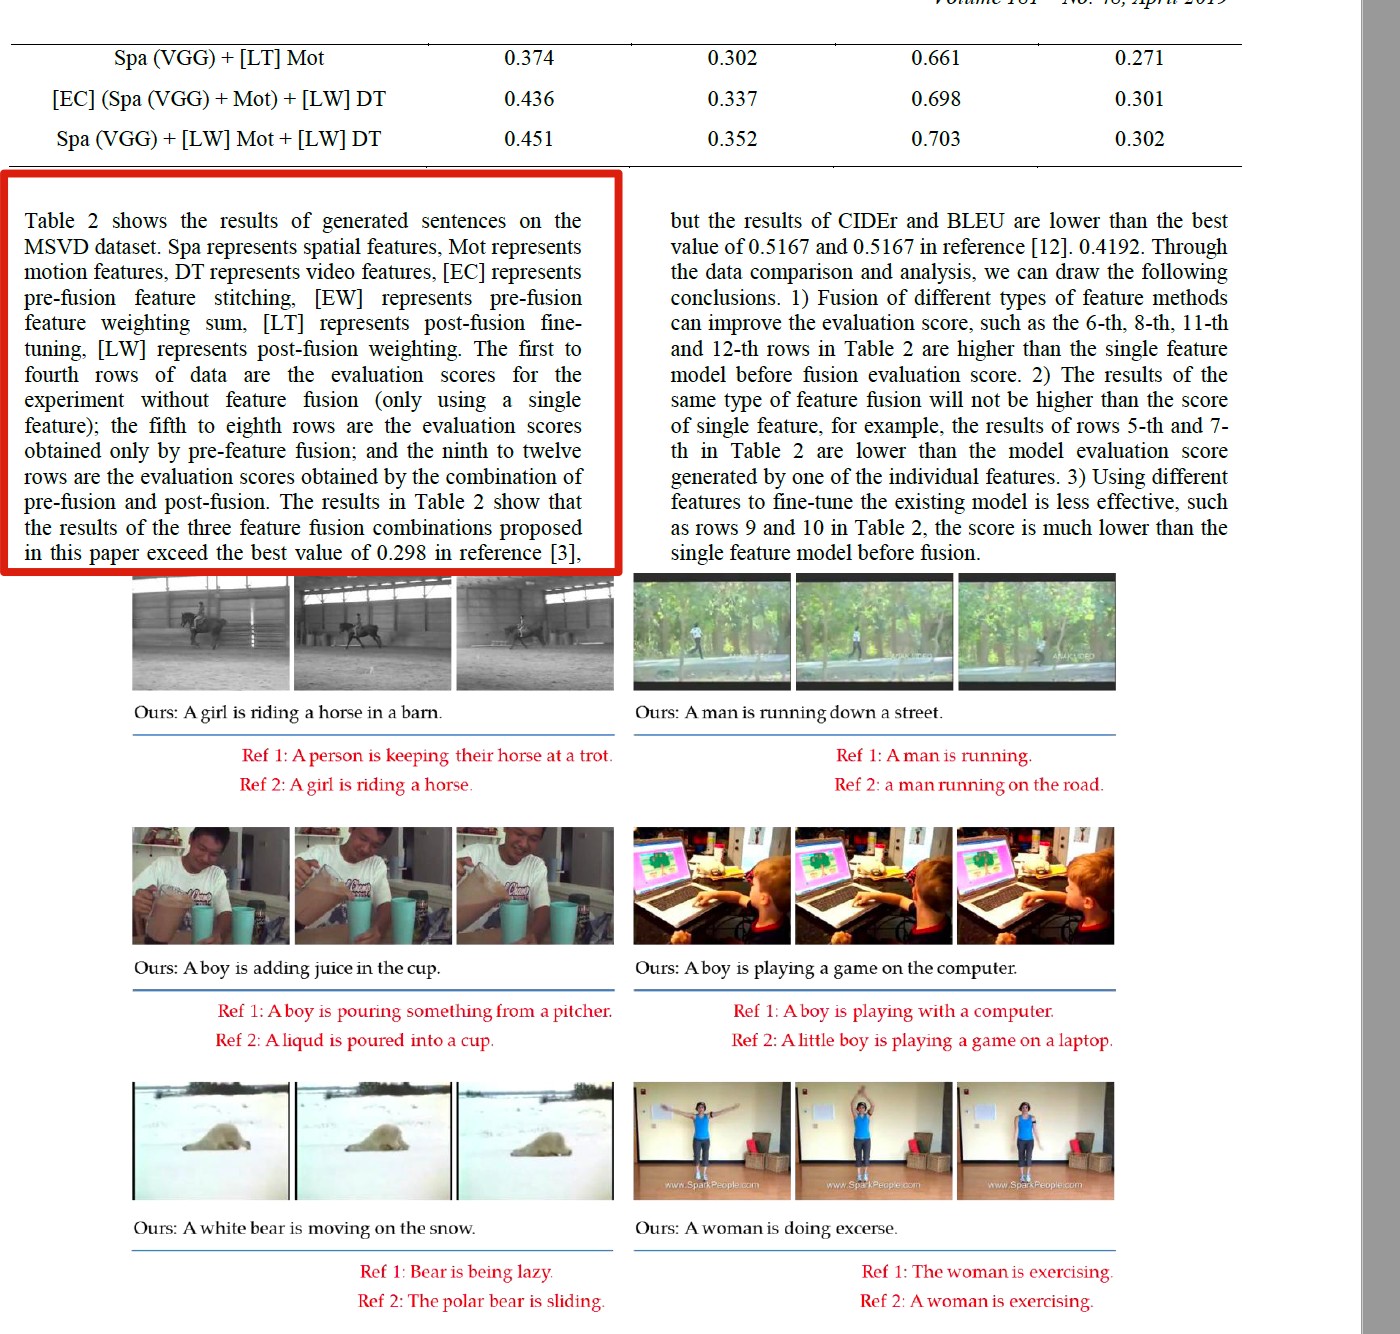 Spa (VGG) + [LT] Mot 0.374 0.302 0.661 0.271
[EC] (Spa (VGG) + Mot) + [LW] DT 0.436 0.337 0.698 0.301
Spa (VGG) + [LW] Mot + [LW] DT 0.451 0.352 0.703 0.302
Table 2 shows the results of generated sentences on the
MSVD dataset. Spa represents spatial features, Mot represents
motion features, DT represents video features, [EC] represents
pre-fusion feature stitching, [EW] represents pre-fusion
feature weighting sum, [LT] represents post-fusion fine-
tuning, [LW] represents post-fusion weighting. The first to
fourth rows of data are the evaluation scores for the
experiment without feature fusion (only using a single
feature); the fifth to eighth rows are the evaluation scores
obtained only by pre-feature fusion; and the ninth to twelve
rows are the evaluation scores obtained by the combination of
pre-fusion and post-fusion. The results in Table 2 show that
the results of the three feature fusion combinations proposed
in this paper exceed the best value of 0.298 in reference [3],
but the results of CIDEr and BLEU are lower than the best
value of 0.5167 and 0.5167 in reference [12]. 0.4192. Through
the data comparison and analysis, we can draw the following
conclusions. 1) Fusion of different types of feature methods
can improve the evaluation score, such as the 6-th, 8-th, 11-th
and 12-th rows in Table 2 are higher than the single feature
model before fusion evaluation score. 2) The results of the
same type of feature fusion will not be higher than the score
of single feature, for example, the results of rows 5-th and 7-
th in Table 2 are lower than the model evaluation score
generated by one of the individual features. 3) Using different
features to fine-tune the existing model is less effective, such
as rows 9 and 10 in Table 2, the score is much lower than the
single feature model before fusion.
Ours: A girl is riding a horse in a barn.
Ref 1: A person is keeping their horse at a trot.
Ref 2: A girl is riding a horse.
Ours: A man is running down a street.
Ref 1: A man is running.
Ref 2: a man running on the road.
Ours: A boy is adding juice in the cup.
Ref 1: A boy is pouring something from a pitcher.
Ref 2: A liqud is poured into a cup.
Ours: A boy is playing a game on the computer.
Ref 1: A boy is playing with a computer.
Ref 2: A little boy is playing a game on a laptop.
Ours: A white bear is moving on the snow.
Ref 1: Bear is being lazy.
Ref 2: The polar bear is sliding.
www.SparkPeople.com
www.SparkPeople.com
www.SparkPeople.com
Ours: A woman is doing excerse.
Ref 1: The woman is exercising.
Ref 2: A woman is exercising.